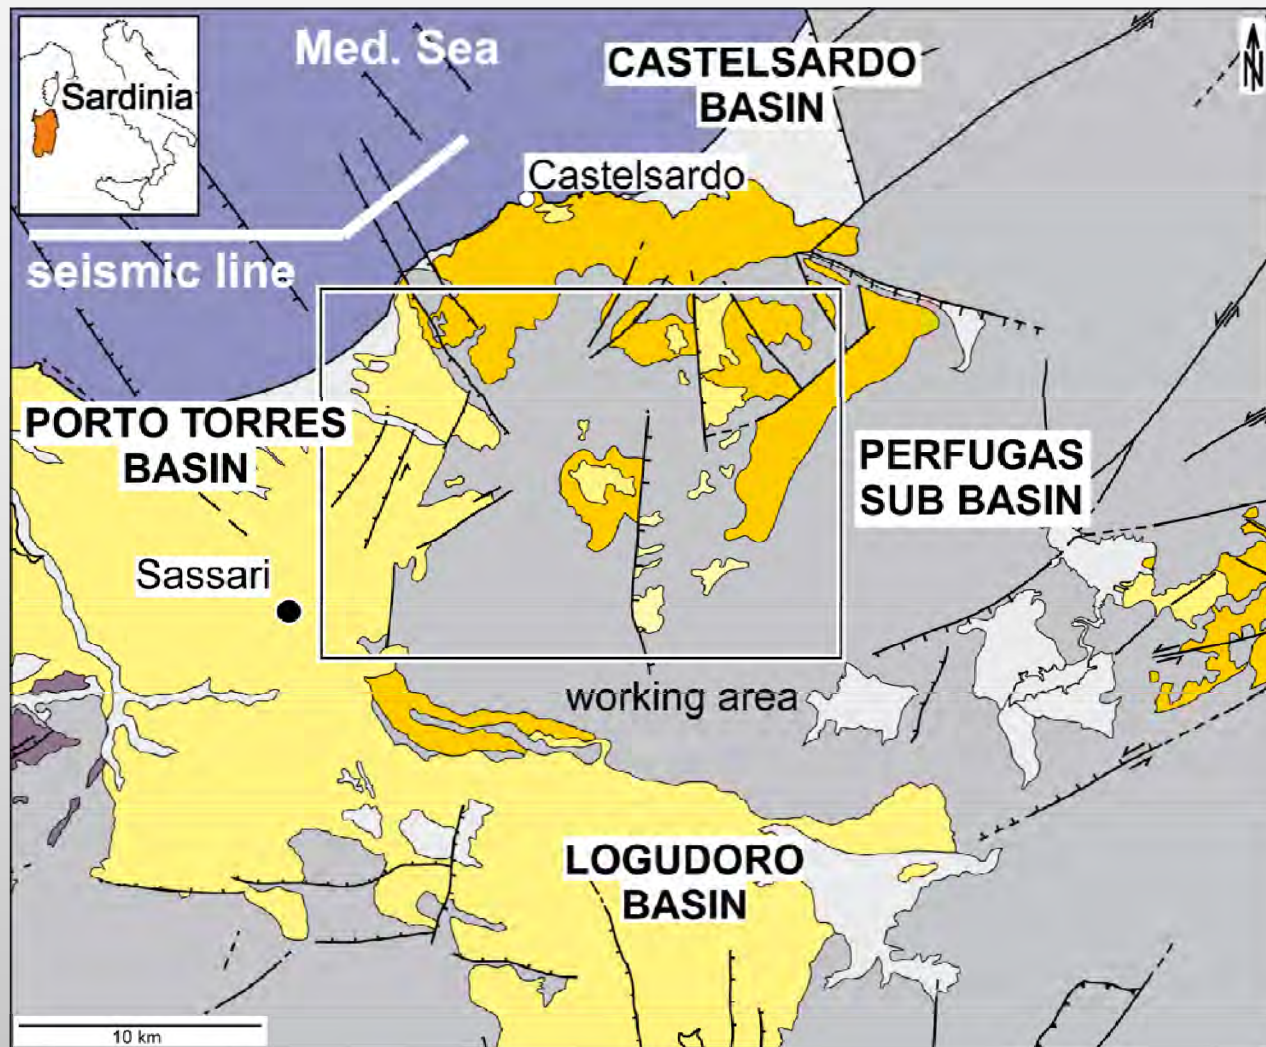 Med. Sea
CASTELSARDO
BASIN
N
Sardinia
Castelsardo
seismic line
PORTO TORRES
BASIN
PERFUGAS
SUB BASIN
Sassari
working area
LOGUDORO
BASIN
10 km